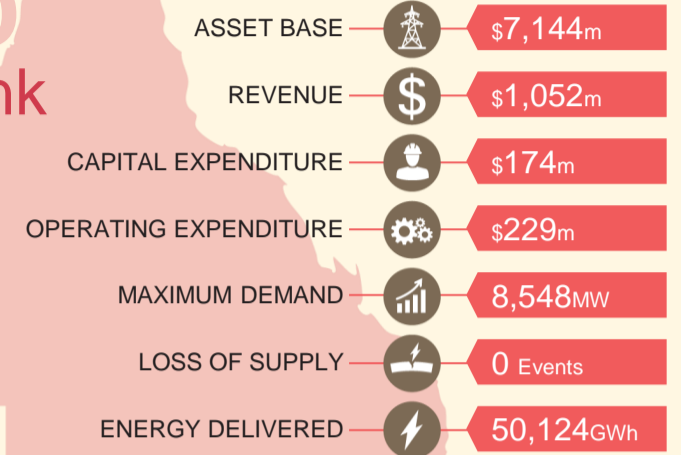 nk
ASSET BASE $7,144m
REVENUE $1,052m
CAPITAL EXPENDITURE $174m
OPERATING EXPENDITURE $229m
MAXIMUM DEMAND 8,548MW
LOSS OF SUPPLY 0 Events
ENERGY DELIVERED 50,124GWh